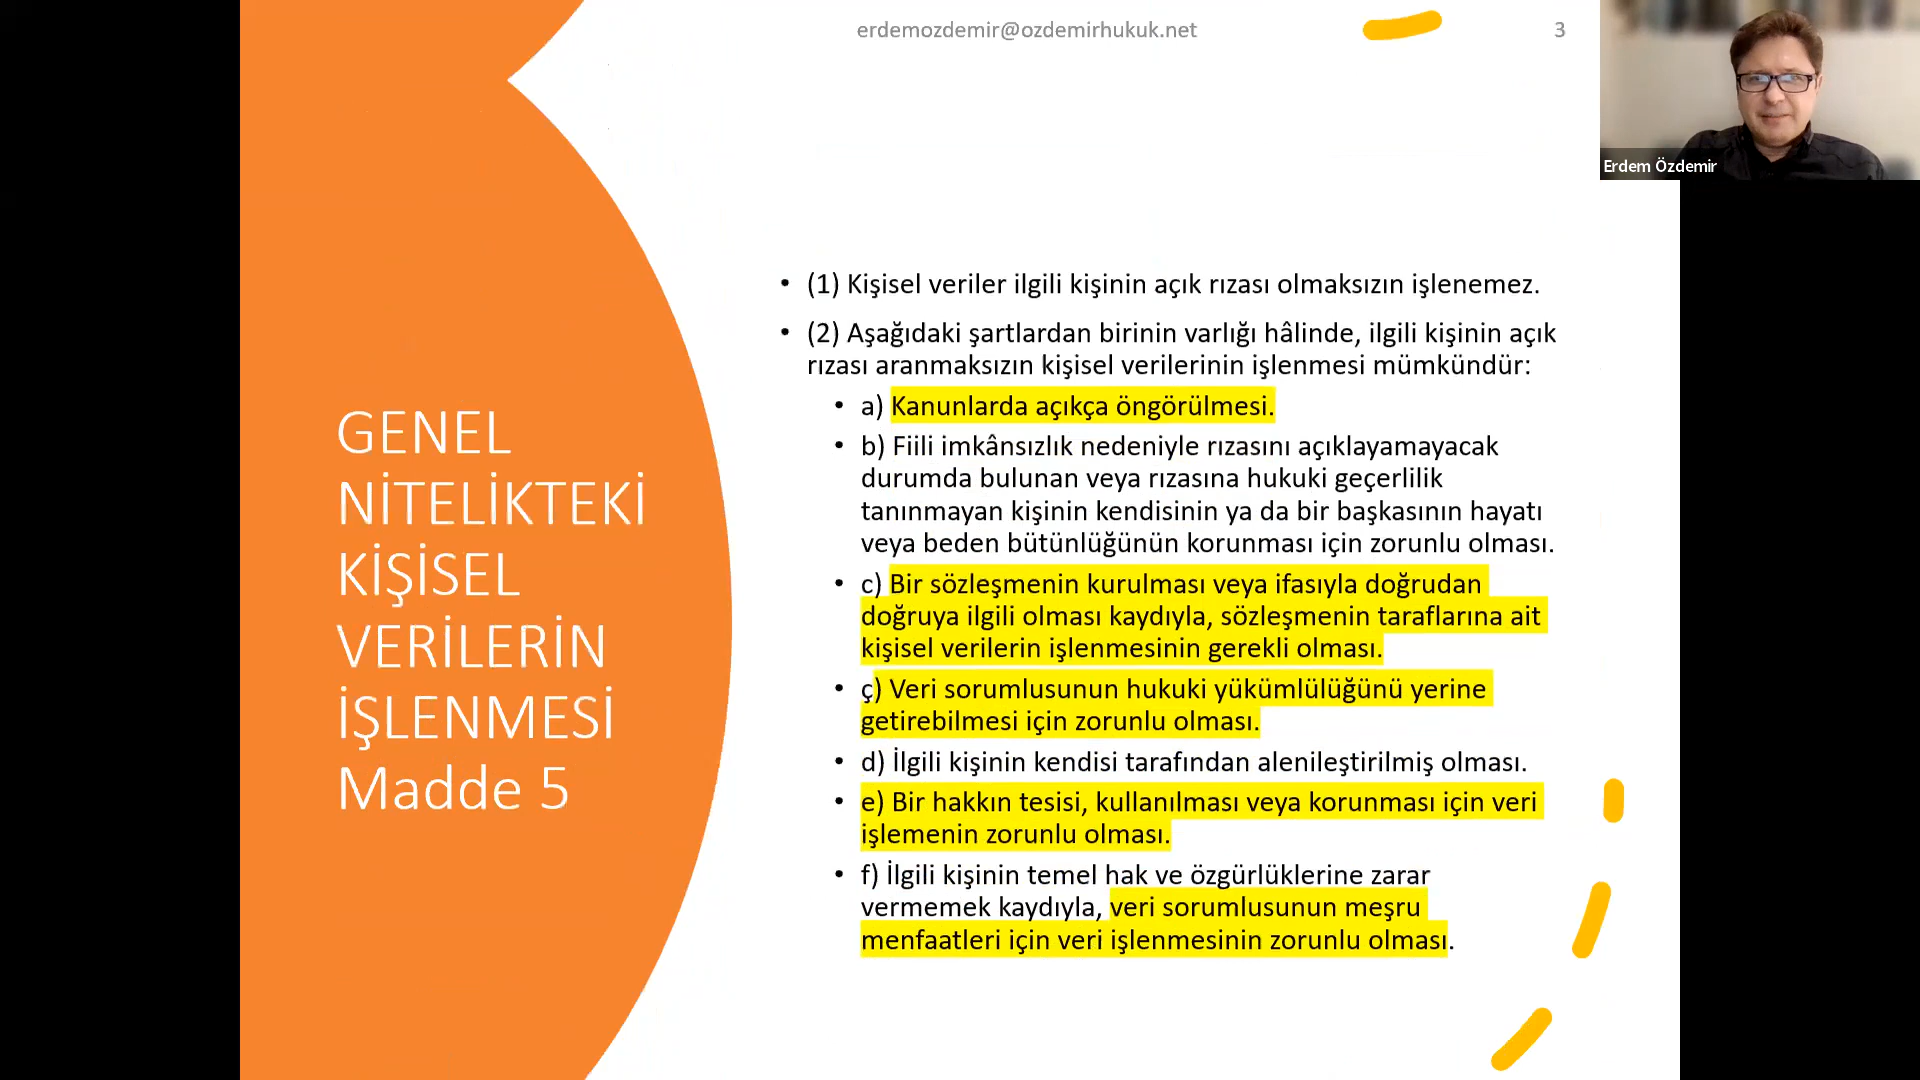 erdemozdemir@ozdemirhukuk.net
3
Erdem Özdemir
GENEL
NİTELİKTEKİ
KİŞİSEL
VERİLERİN
İŞLENMESİ
Madde 5
• (1) Kişisel veriler ilgili kişinin açık rızası olmaksızın işlenemez.
• (2) Aşağıdaki şartlardan birinin varlığı hâlinde, ilgili kişinin açık
rızası aranmaksızın kişisel verilerinin işlenmesi mümkündür:
• a) Kanunlarda açıkça öngörülmesi.
• b) Fiili imkânsızlık nedeniyle rızasını açıklayamayacak
durumda bulunan veya rızasına hukuki geçerlilik
tanınmayan kişinin kendisinin ya da bir başkasının hayatı
veya beden bütünlüğünün korunması için zorunlu olması.
• c) Bir sözleşmenin kurulması veya ifasıyla doğrudan
doğruya ilgili olması kaydıyla, sözleşmenin taraflarına ait
kişisel verilerin işlenmesinin gerekli olması.
• ç) Veri sorumlusunun hukuki yükümlülüğünü yerine
getirebilmesi için zorunlu olması.
• d) İlgili kişinin kendisi tarafından alenileştirilmiş olması.
• e) Bir hakkın tesisi, kullanılması veya korunması için veri
işlemenin zorunlu olması.
• f) İlgili kişinin temel hak ve özgürlüklerine zarar
vermemek kaydıyla, veri sorumlusunun meşru
menfaatleri için veri işlenmesinin zorunlu olması.